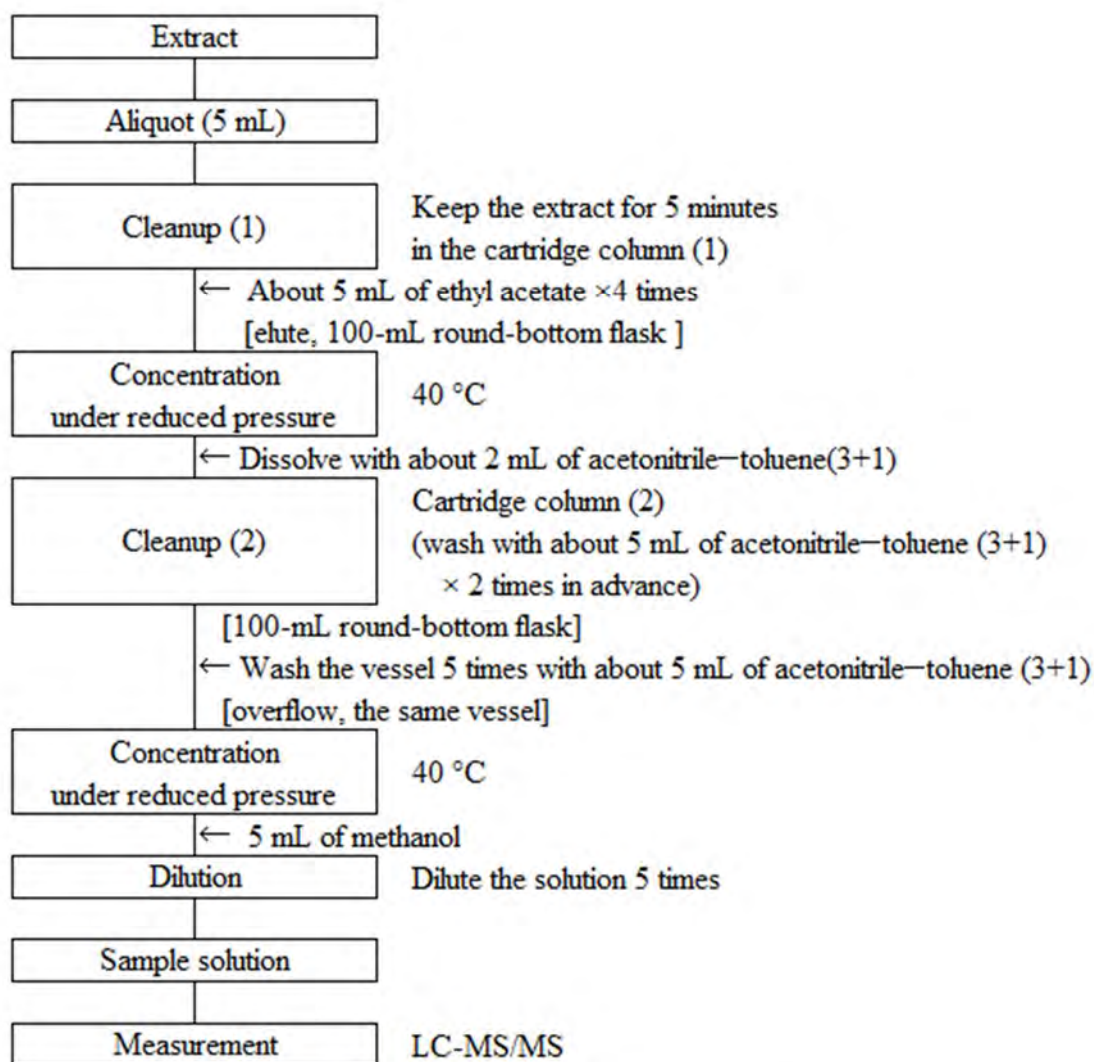 Extract
Aliquot (5 mL)
Cleanup (1)
Keep the extract for 5 minutes
in the cartridge column (1)
← About 5 mL of ethyl acetate ×4 times
[elute, 100-mL round-bottom flask ]
Concentration
under reduced pressure
40 °C
← Dissolve with about 2 mL of acetonitrile−toluene(3+1)
Cleanup (2)
Cartridge column (2)
(wash with about 5 mL of acetonitrile−toluene (3+1)
× 2 times in advance)
[100-mL round-bottom flask]
← Wash the vessel 5 times with about 5 mL of acetonitrile−toluene (3+1)
[overflow, the same vessel]
Concentration
under reduced pressure
40 °C
← 5 mL of methanol
Dilution
Dilute the solution 5 times
Sample solution
Measurement
LC-MS/MS